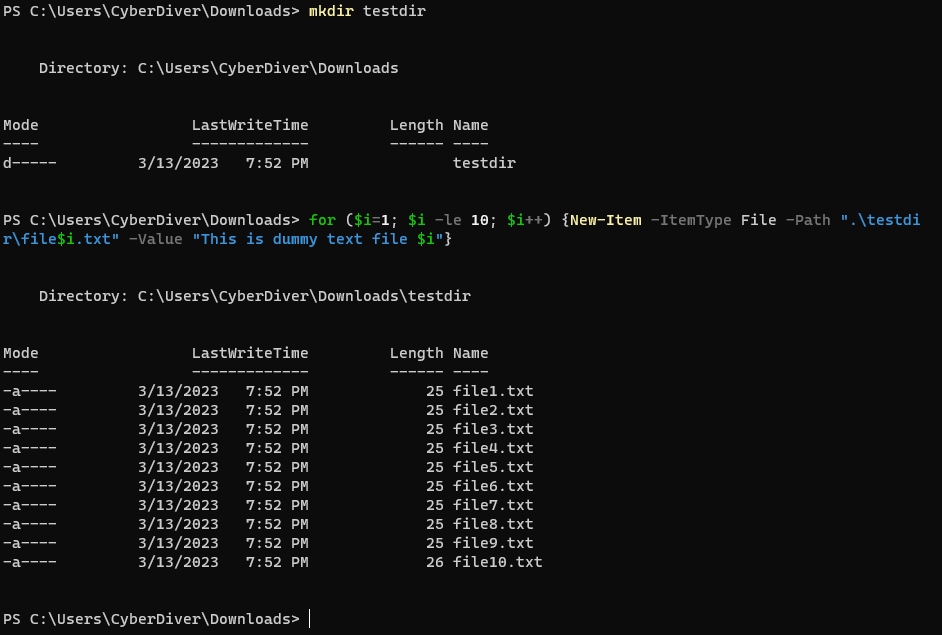 PS C:\Users\CyberDiver\Downloads> mkdir testdir
Directory: C:\Users\CyberDiver\Downloads
Mode LastWriteTime Length Name
---- ------------- ------ ----
d----- 3/13/2023 7:52 PM testdir
PS C:\Users\CyberDiver\Downloads> for ($i=1; $i -le 10; $i++) {New-Item -ItemType File -Path ".\testdi
r\file$i.txt" -Value "This is dummy text file $i"}
Directory: C:\Users\CyberDiver\Downloads\testdir
Mode LastWriteTime Length Name
---- ------------- ------ ----
-a---- 3/13/2023 7:52 PM 25 file1.txt
-a---- 3/13/2023 7:52 PM 25 file2.txt
-a---- 3/13/2023 7:52 PM 25 file3.txt
-a---- 3/13/2023 7:52 PM 25 file4.txt
-a---- 3/13/2023 7:52 PM 25 file5.txt
-a---- 3/13/2023 7:52 PM 25 file6.txt
-a---- 3/13/2023 7:52 PM 25 file7.txt
-a---- 3/13/2023 7:52 PM 25 file8.txt
-a---- 3/13/2023 7:52 PM 25 file9.txt
-a---- 3/13/2023 7:52 PM 26 file10.txt
PS C:\Users\CyberDiver\Downloads>